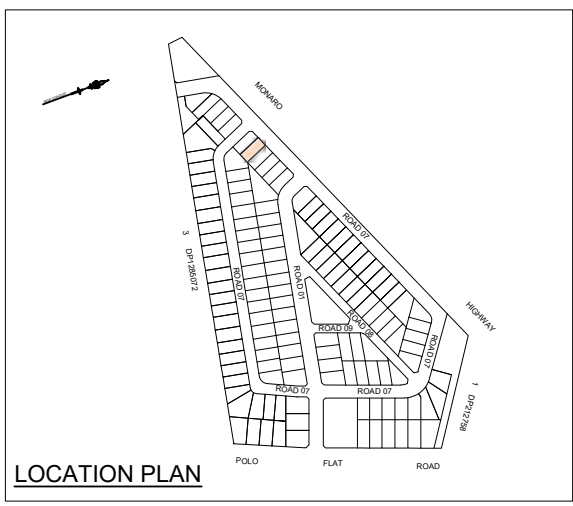 MONARO
ROAD 07
3
DP1285072
ROAD 07
ROAD 01
HIGHWAY
ROAD 08
ROAD 09
ROAD 07
ROAD 07
ROAD 07
1
DP212758
POLO
FLAT
ROAD
LOCATION PLAN